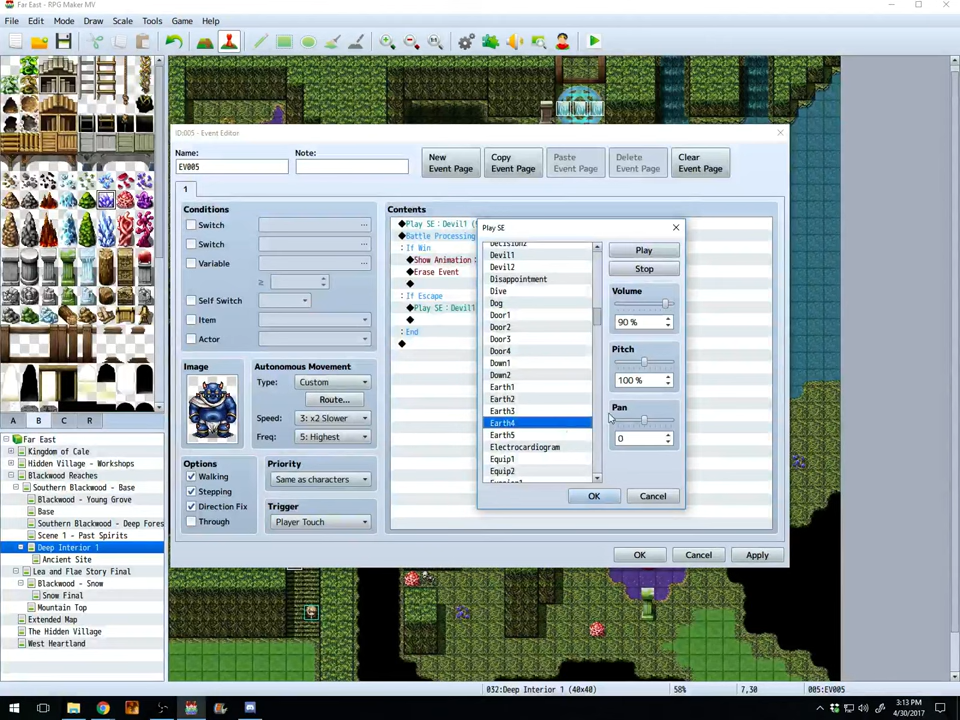 Far East - RPG Maker MV
File Edit Mode Draw Scale Tools Game Help
ID:005 - Event Editor
Name:
Note:
EV005
New Event Page
Copy Event Page
Paste Event Page
Delete Event Page
Clear Event Page
1
Conditions
Switch
Switch
Variable
≥
Self Switch
Item
Actor
Image
Autonomous Movement
Type: Custom
Route...
Speed: 3: x2 Slower
Freq: 5: Highest
Options
Walking
Stepping
Direction Fix
Through
Priority
Same as characters
Trigger
Player Touch
Contents
◆Play SE : Devil1
◆Battle Processing
: If Win
◆Show Animation
◆Erase Event
◆
: If Escape
◆Play SE : Devil1
◆
: End
◆
Play SE
Decision2
Devil1
Devil2
Disappointment
Dive
Dog
Door1
Door2
Door3
Door4
Down1
Down2
Earth1
Earth2
Earth3
Earth4
Earth5
Electrocardiogram
Equip1
Equip2
Play
Stop
Volume
90 %
Pitch
100 %
Pan
0
OK
Cancel
OK
Cancel
Apply
A B C R
Far East
Kingdom of Cale
Hidden Village - Workshops
Blackwood Reaches
Southern Blackwood - Base
Blackwood - Young Grove
Base
Southern Blackwood - Deep Fores
Scene 1 - Past Spirits
Deep Interior 1
Ancient Site
Lea and Flae Story Final
Blackwood - Snow
Snow Final
Mountain Top
Extended Map
The Hidden Village
West Heartland
032:Deep Interior 1 (40x40)
58%
7,30
005:EV005
3:13 PM
4/30/2017